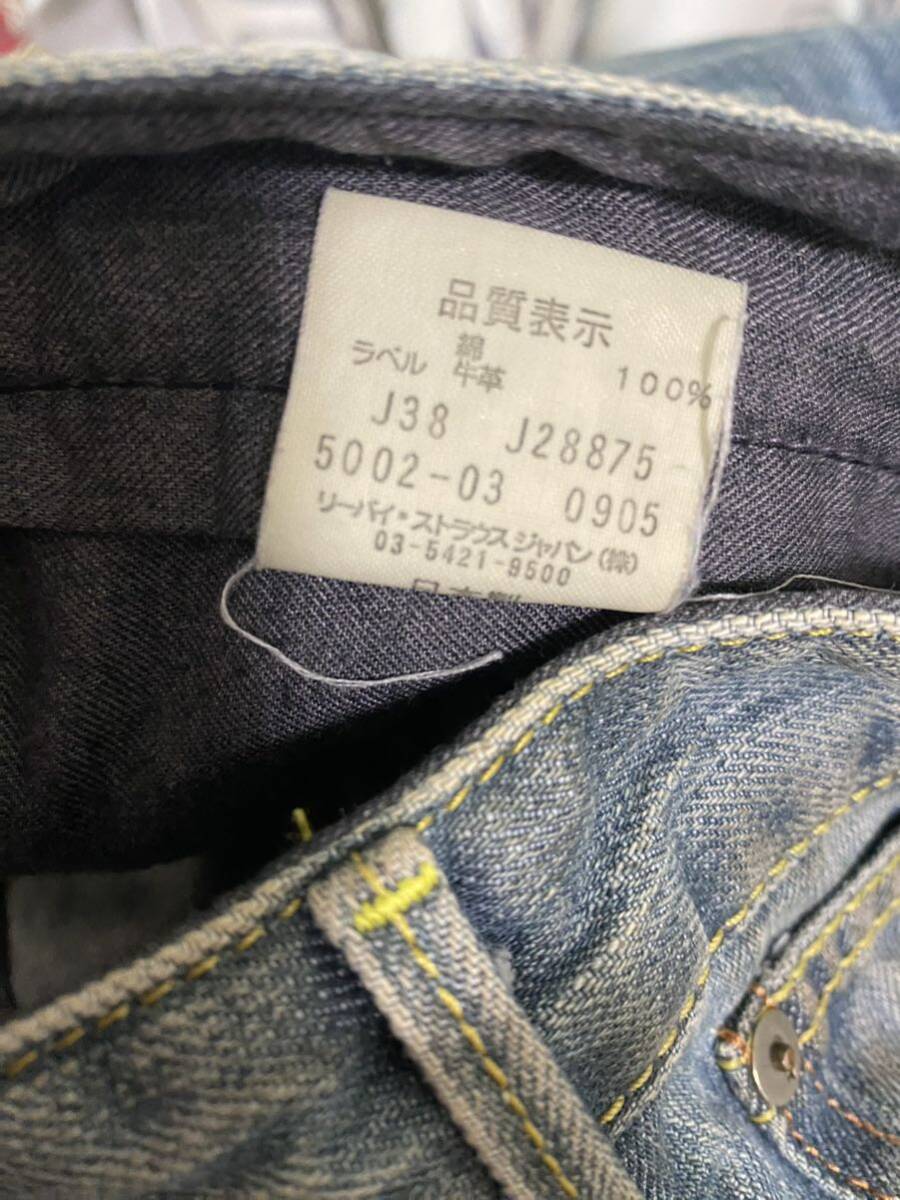 品質表示
綿 100%
ラベル 牛革
J38 J28875
5002-03 0905
リーバイ・ストラウスジャパン(株)
03-5421-9500